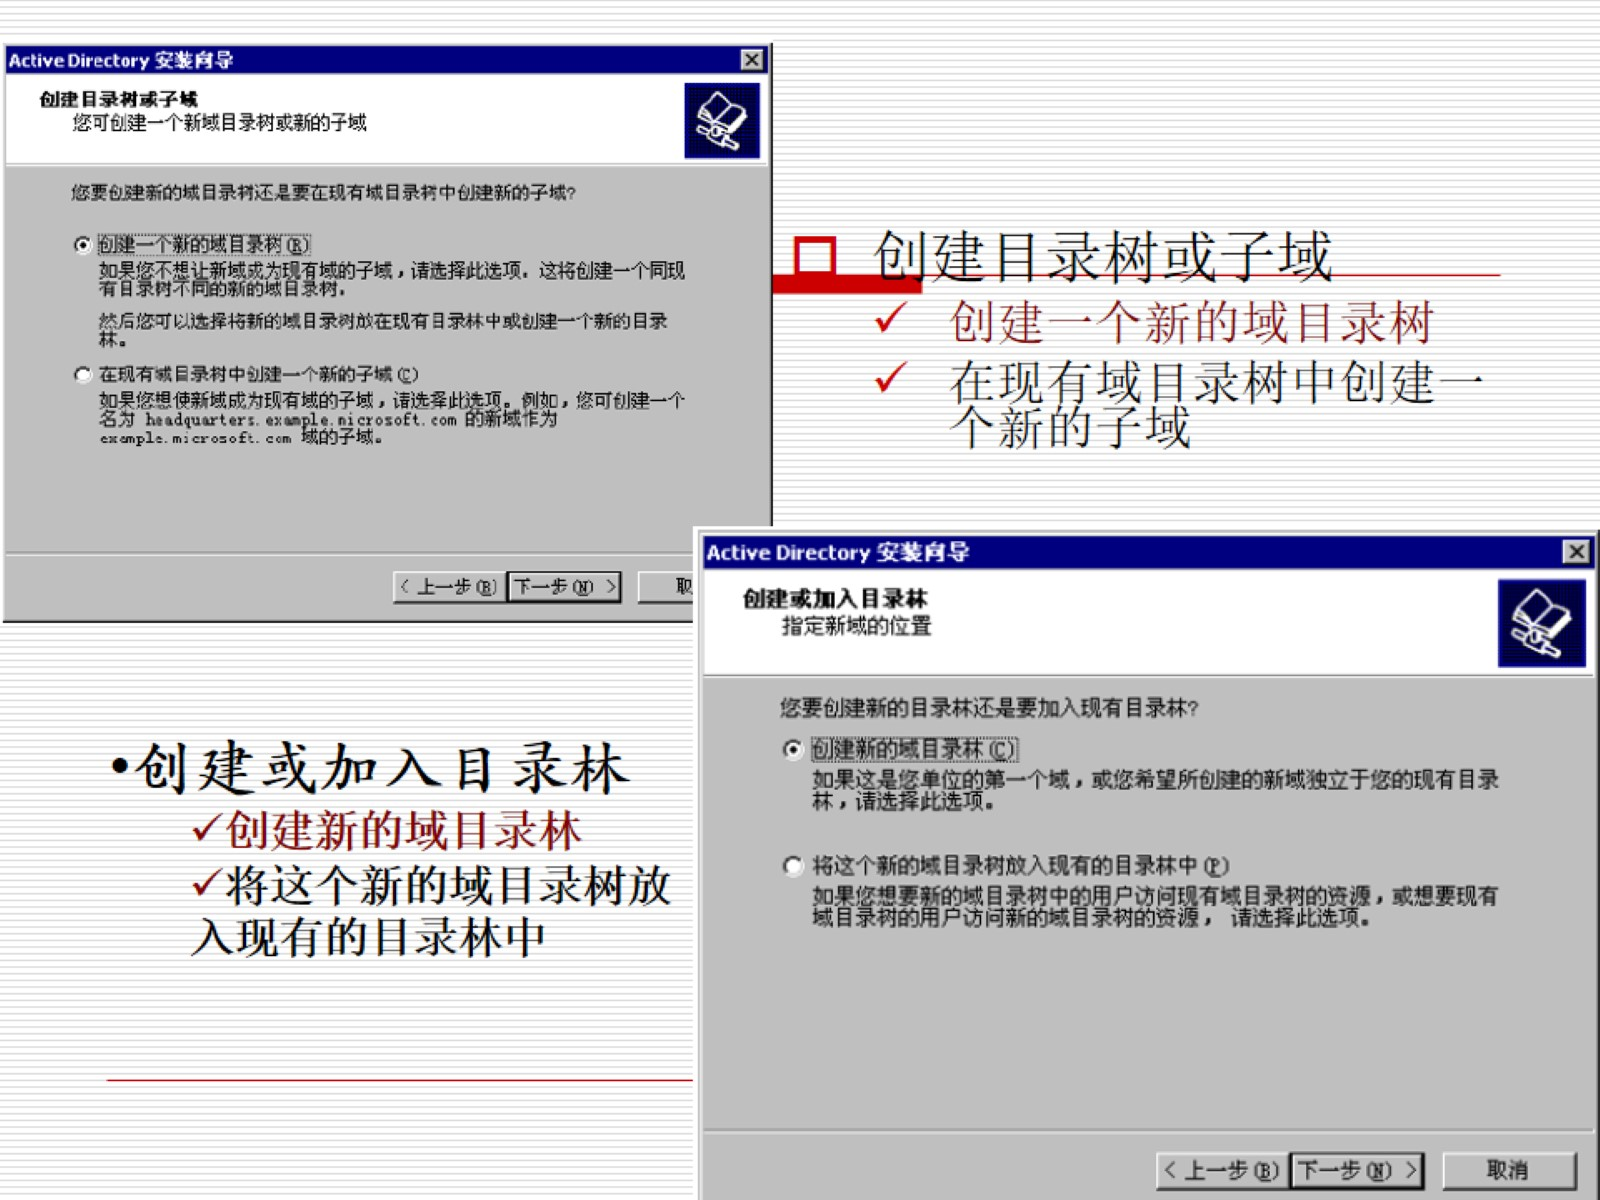 Active Directory 安装向导
创建目录树或子域
您可创建一个新域目录树或新的子域
您要创建新的域目录树还是要在现有域目录树中创建新的子域?
创建一个新的域目录树(R)
如果您不想让新域成为现有域的子域，请选择此选项。这将创建一个同现
有目录树不同的新的域目录树。
然后您可以选择将新的域目录树放在现有目录林中或创建一个新的目录
林。
在现有域目录树中创建一个新的子域(C)
如果您想使新域成为现有域的子域，请选择此选项。例如，您可创建一个
名为 headquarters.example.microsoft.com 的新域作为
example.microsoft.com 域的子域。
< 上一步(B)
下一步(N) >
取
创建目录树或子域
✓ 创建一个新的域目录树
✓ 在现有域目录树中创建一
个新的子域
•创建或加入目录林
✓创建新的域目录林
✓将这个新的域目录树放
入现有的目录林中
Active Directory 安装向导
创建或加入目录林
指定新域的位置
您要创建新的目录林还是要加入现有目录林?
创建新的域目录林(C)
如果这是您单位的第一个域，或您希望所创建的新域独立于您的现有目录
林，请选择此选项。
将这个新的域目录树放入现有的目录林中(P)
如果您想要新的域目录树中的用户访问现有域目录树的资源，或想要现有
域目录树的用户访问新的域目录树的资源， 请选择此选项。
< 上一步(B)
下一步(N) >
取消